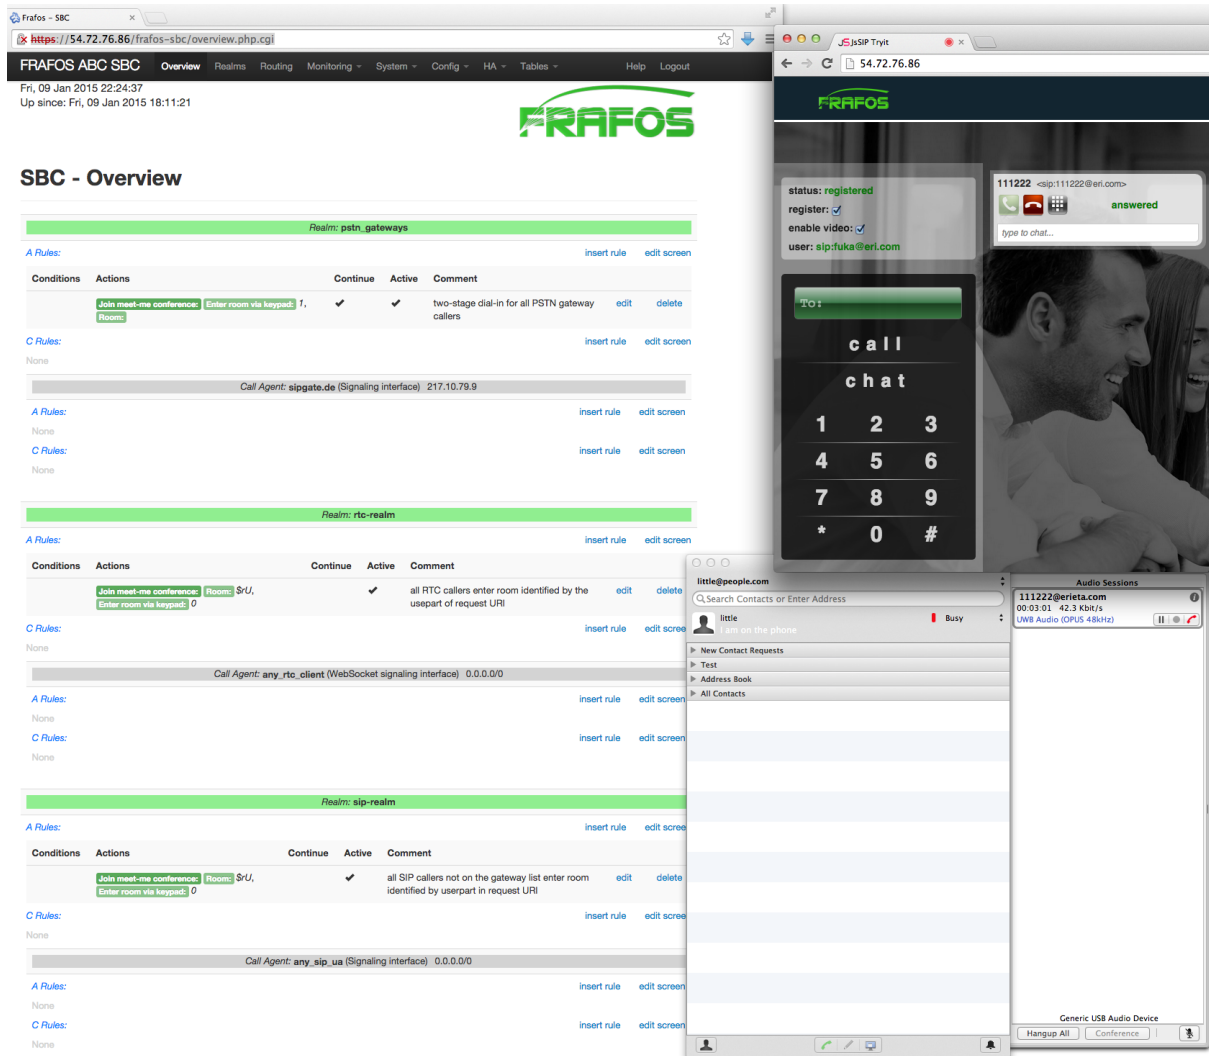 Frafos – SBC
https://54.72.76.86/frafos-sbc/overview.php.cgi
FRAFOS ABC SBC Overview Realms Routing Monitoring System Config HA Tables Help Logout
Fri, 09 Jan 2015 22:24:37
Up since: Fri, 09 Jan 2015 18:11:21
FRAFOS
SBC - Overview
Realm: pstn_gateways
A Rules: insert rule edit screen
Conditions Actions Continue Active Comment
Join meet-me conference: Enter room via keypad: 1, two-stage dial-in for all PSTN gateway edit delete
Room: callers
C Rules: insert rule edit screen
None
Call Agent: sipgate.de (Signaling interface) 217.10.79.9
A Rules: insert rule edit screen
None
C Rules: insert rule edit screen
None
Realm: rtc-realm
A Rules: insert rule edit screen
Conditions Actions Continue Active Comment
Join meet-me conference: Room: $rU, all RTC callers enter room identified by the edit delete
Enter room via keypad: 0 usepart of request URI
C Rules: insert rule edit scree
None
Call Agent: any_rtc_client (WebSocket signaling interface) 0.0.0.0/0
A Rules: insert rule edit screen
None
C Rules: insert rule edit screen
None
Realm: sip-realm
A Rules: insert rule edit scree
Conditions Actions Continue Active Comment
Join meet-me conference: Room: $rU, all SIP callers not on the gateway list enter room edit delete
Enter room via keypad: 0 identified by userpart in request URI
C Rules: insert rule edit scree
None
Call Agent: any_sip_ua (Signaling interface) 0.0.0.0/0
A Rules: insert rule edit screen
None
C Rules: insert rule edit screen
None
JsSIP Tryit
54.72.76.86
FRAFOS
status: registered
register:
enable video:
user: sip:fuka@eri.com
111222 <sip:111222@eri.com>
answered
type to chat...
To:
call
chat
1 2 3
4 5 6
7 8 9
* 0 #
little@people.com
Search Contacts or Enter Address
little Busy
I am on the phone
New Contact Requests
Test
Address Book
All Contacts
Audio Sessions
111222@erieta.com
00:03:01 42.3 Kbit/s
UWB Audio (OPUS 48kHz)
Generic USB Audio Device
Hangup All Conference